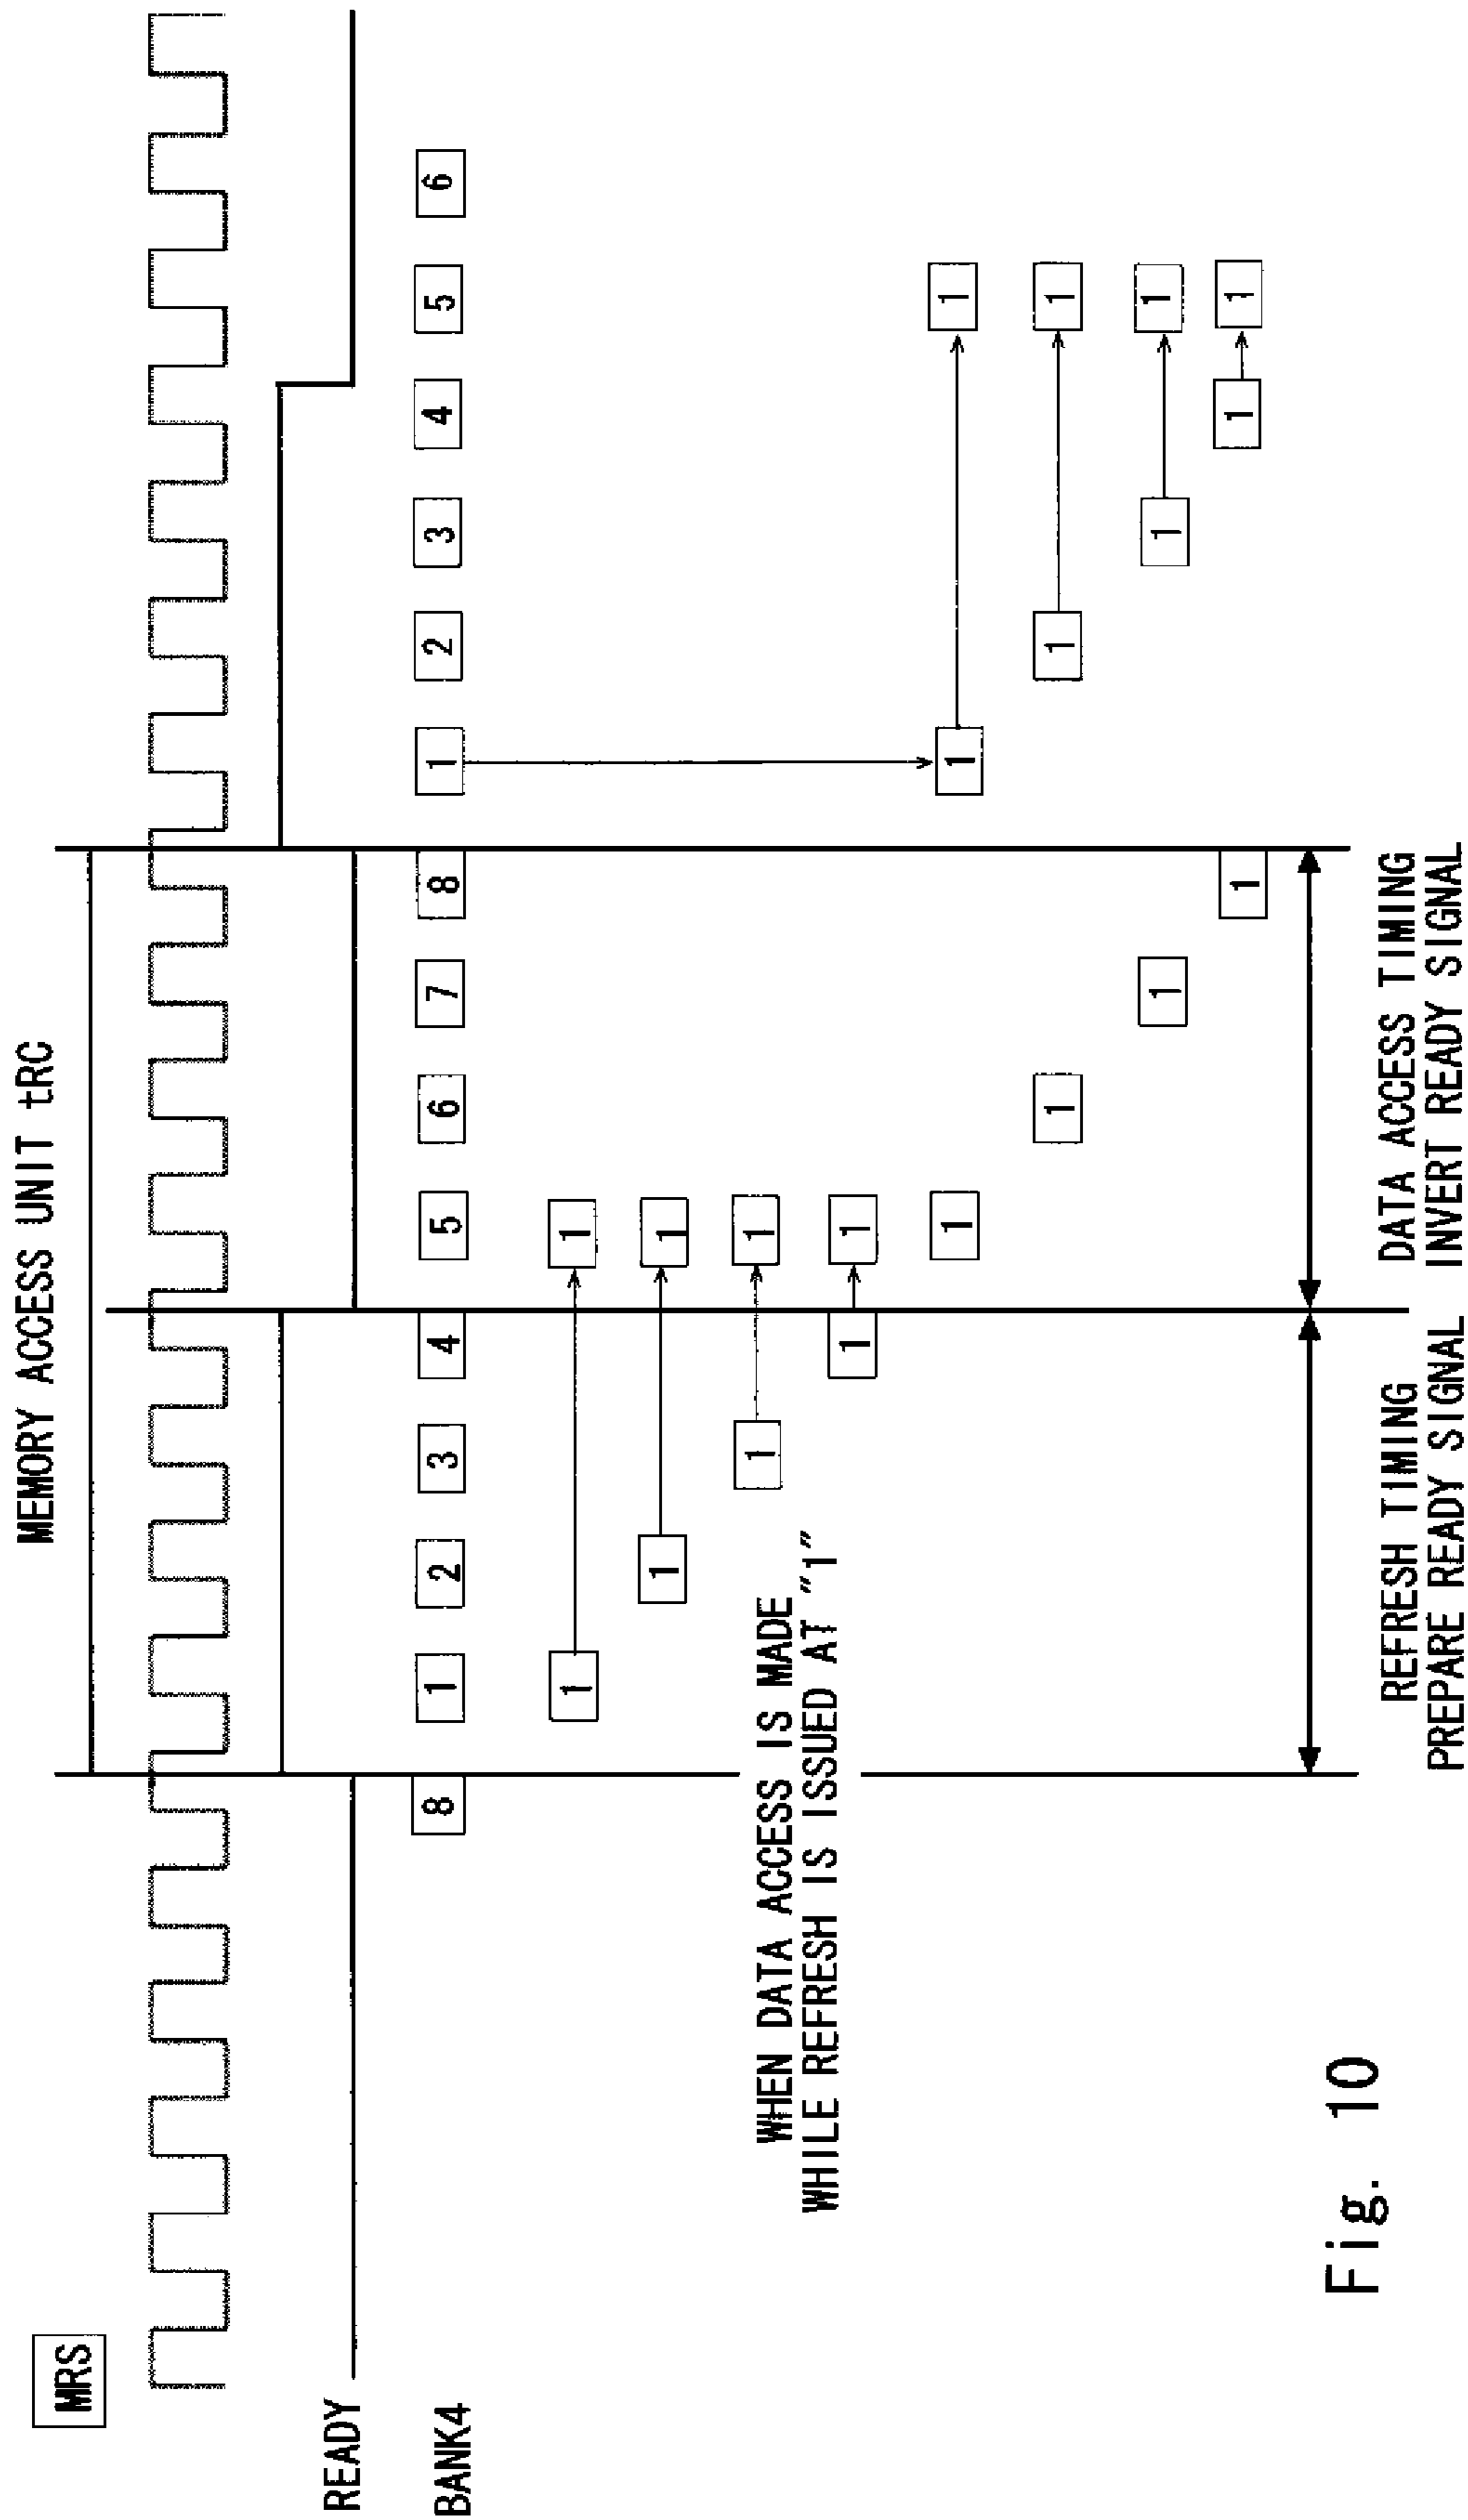 MRS
MEMORY ACCESS UNIT tRC
READY
BANK4 8 1 2 3 4 5 6 7 8 1 2 3 4 5 6
1 1
1 1
1 1
WHEN DATA ACCESS IS MADE
WHILE REFRESH IS ISSUED AT "1"
1 1
1 1 1
1 1 1
1 1 1
1 1 1
REFRESH TIMING
PREPARE READY SIGNAL
DATA ACCESS TIMING
INVERT READY SIGNAL
Fig. 10